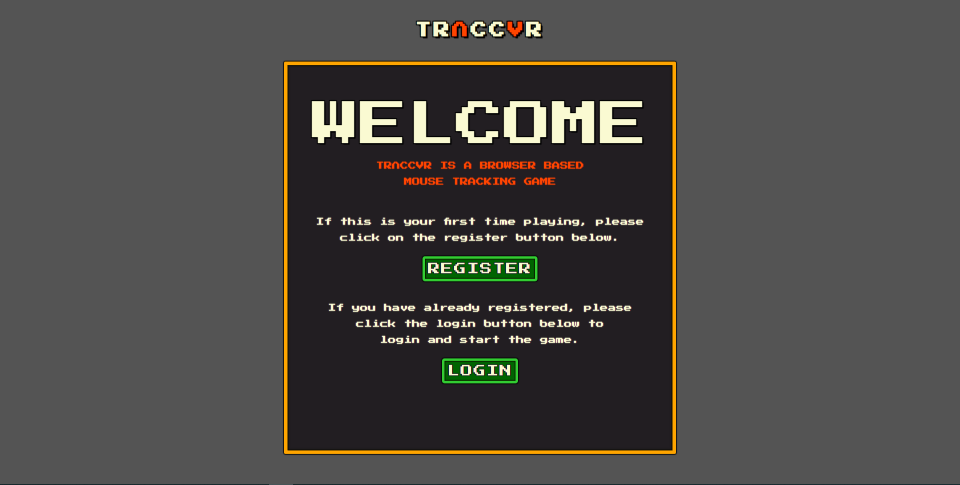 TRACCVR
WELCOME
TRACCVR IS A BROWSER BASED
MOUSE TRACKING GAME
If this is your first time playing, please
click on the register button below.
REGISTER
If you have already registered, please
click the login button below to
login and start the game.
LOGIN